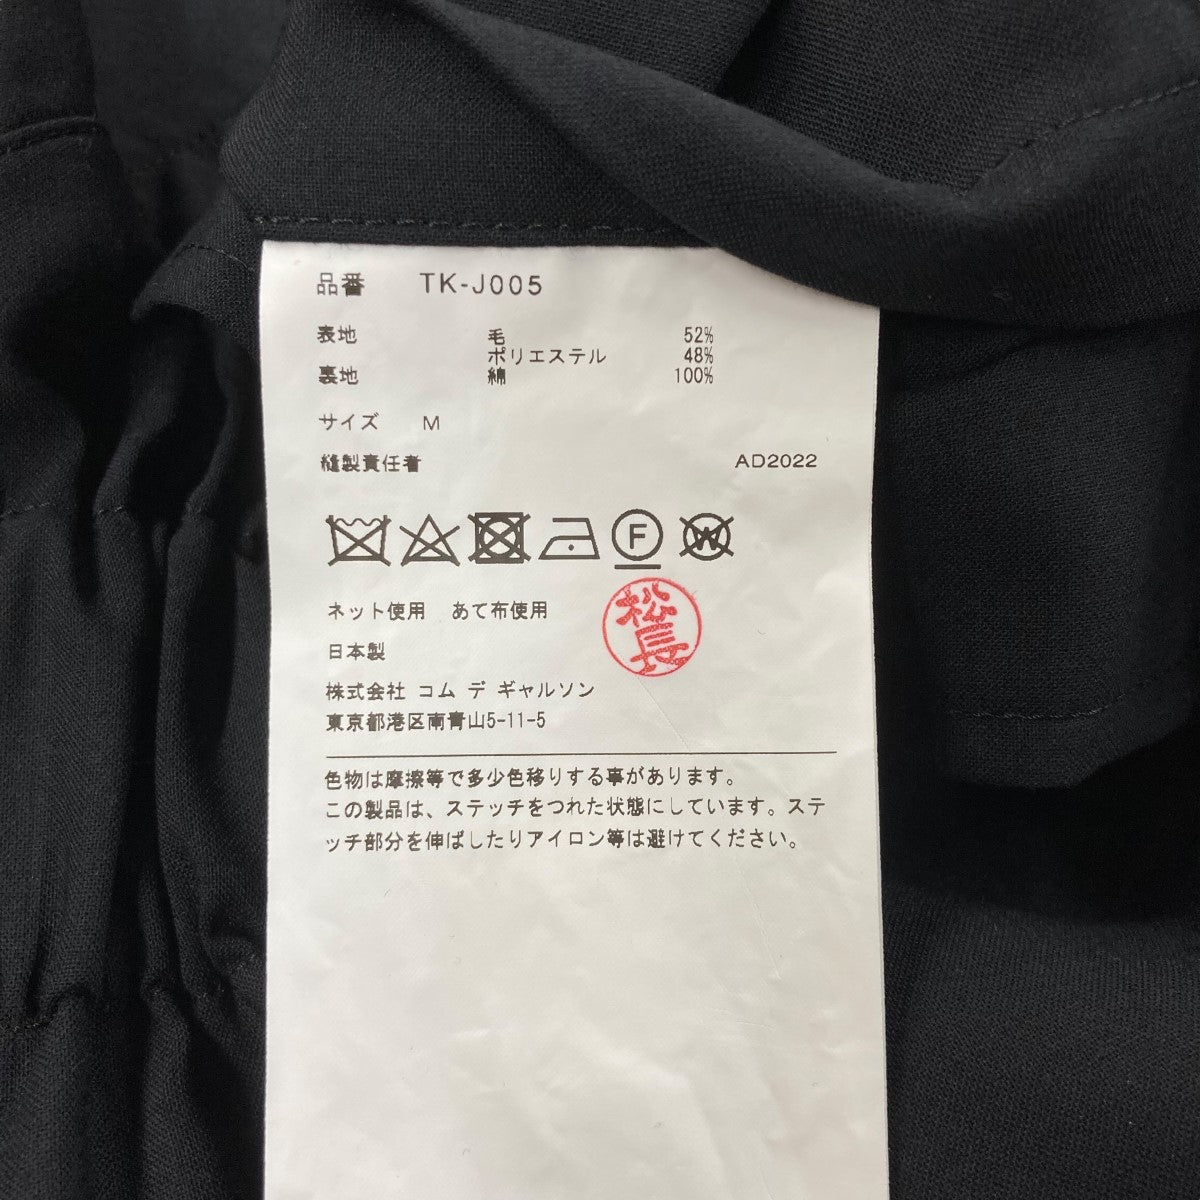 品番 TK-J005
表地 毛 52%
ポリエステル 48%
裏地 綿 100%
サイズ M
縫製責任者 AD2022
F W
ネット使用 あて布使用
松長
日本製
株式会社 コム デ ギャルソン
東京都港区南青山5-11-5
色物は摩擦等で多少色移りする事があります。
この製品は、ステッチをつれた状態にしています。ステ
ッチ部分を伸ばしたりアイロン等は避けてください。